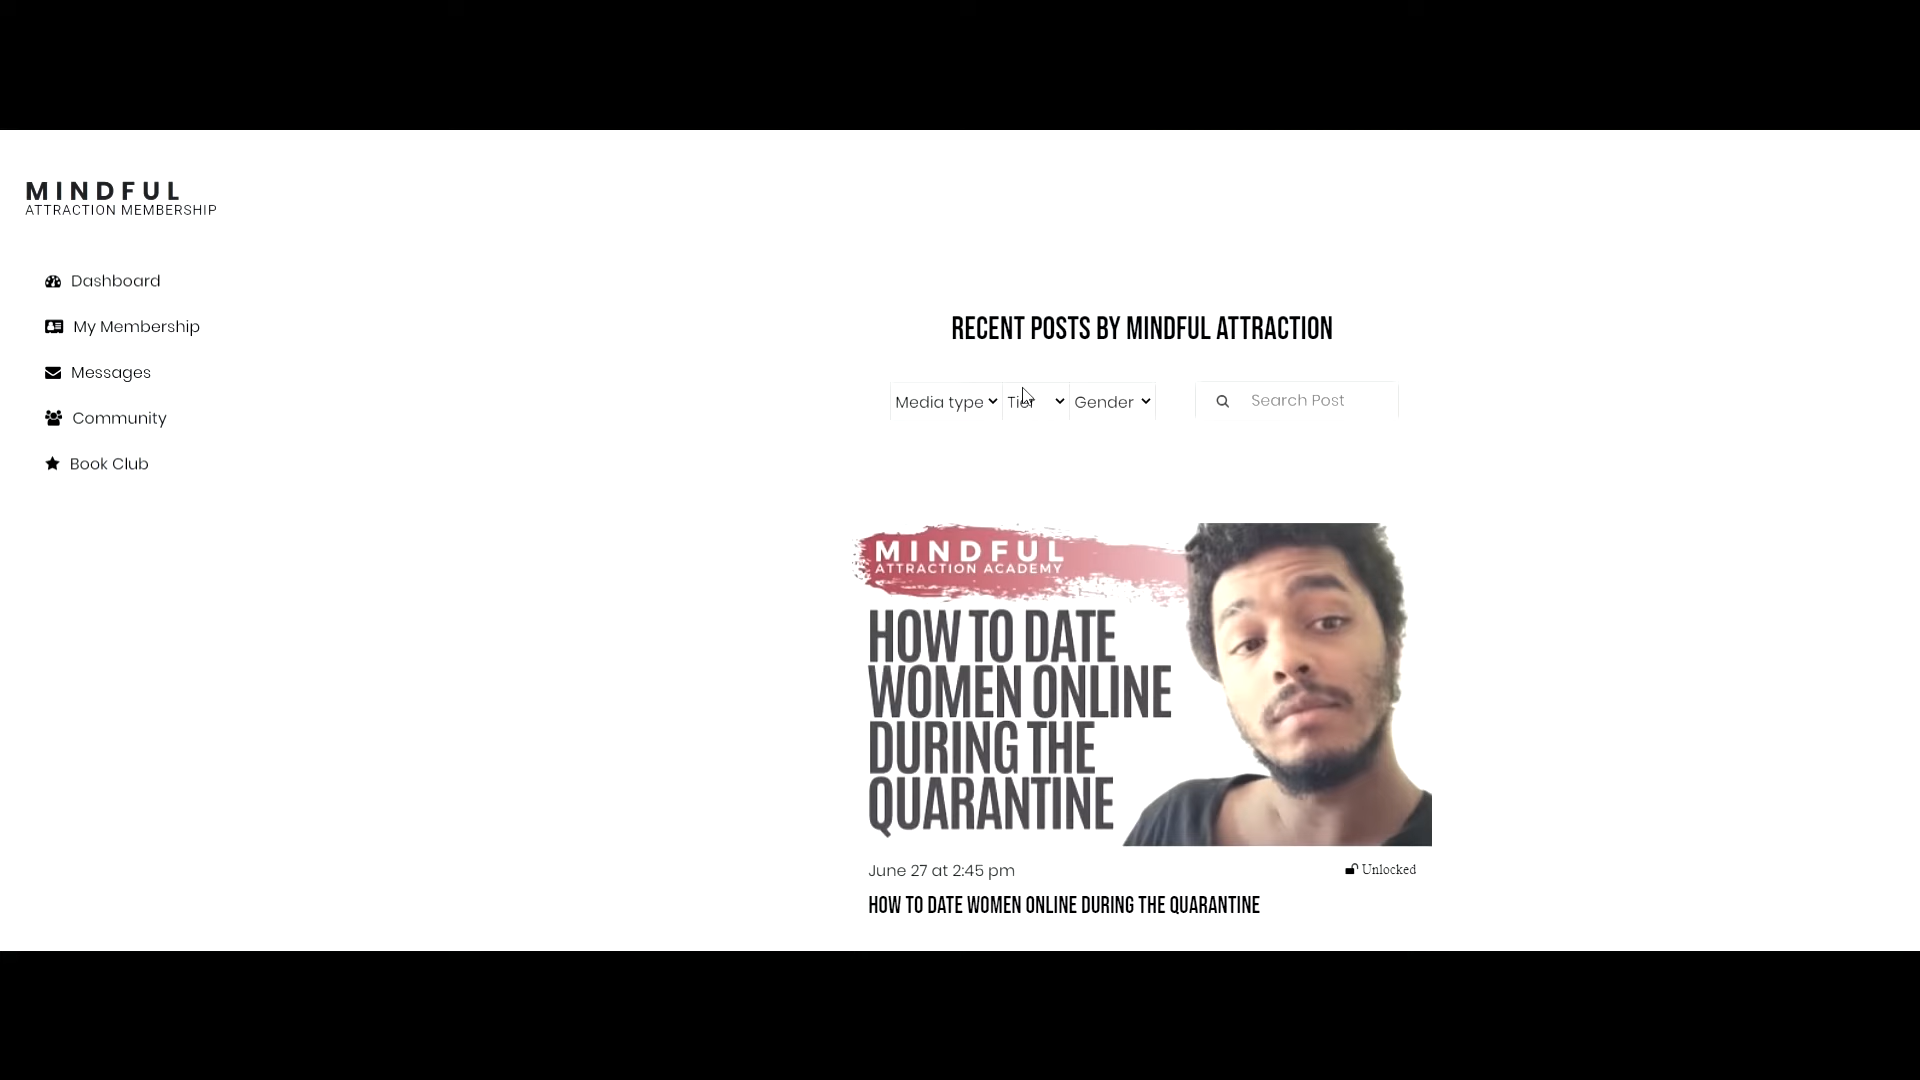 MINDFUL
ATTRACTION MEMBERSHIP
Dashboard
My Membership
Messages
Community
Book Club
RECENT POSTS BY MINDFUL ATTRACTION
Media type Tier Gender Search Post
MINDFUL
ATTRACTION ACADEMY
HOW TO DATE
WOMEN ONLINE
DURING THE
QUARANTINE
June 27 at 2:45 pm Unlocked
HOW TO DATE WOMEN ONLINE DURING THE QUARANTINE